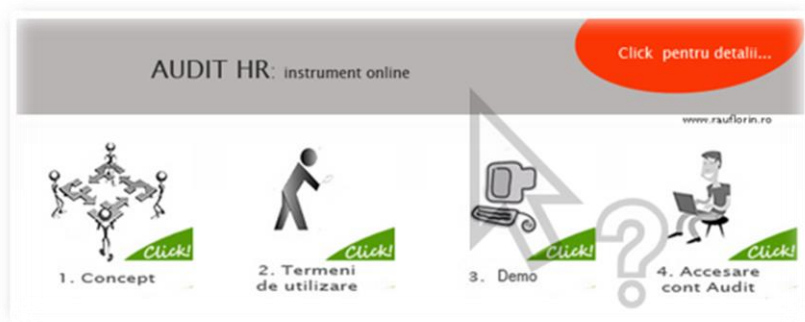 AUDIT HR: instrument online
Click pentru detalii...
www.rauflorin.ro
Click!
Click!
Click!
Click!
1. Concept
2. Termeni
de utilizare
3. Demo
4. Accesare
cont Audit
?